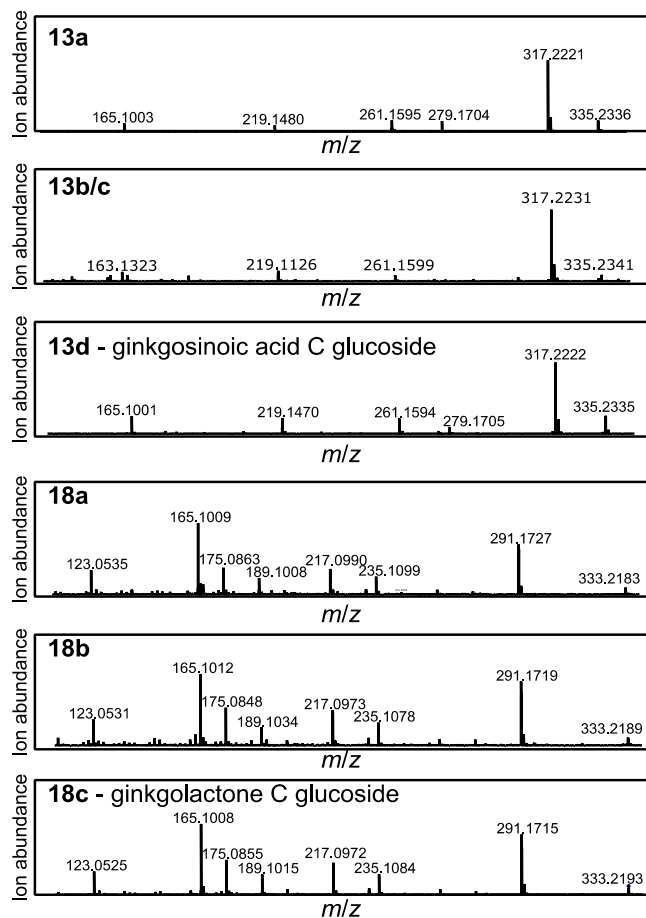 13a
Ion abundance
317.2221
165.1003
219.1480
261.1595
279.1704
335.2336
m/z
13b/c
Ion abundance
317.2231
163.1323
219.1126
261.1599
335.2341
m/z
13d - ginkgosinoic acid C glucoside
Ion abundance
317.2222
165.1001
219.1470
261.1594
279.1705
335.2335
m/z
18a
Ion abundance
165.1009
123.0535
175.0863
189.1008
217.0990
235.1099
291.1727
333.2183
m/z
18b
Ion abundance
165.1012
123.0531
175.0848
189.1034
217.0973
235.1078
291.1719
333.2189
m/z
18c - ginkgolactone C glucoside
Ion abundance
165.1008
123.0525
175.0855
189.1015
217.0972
235.1084
291.1715
333.2193
m/z